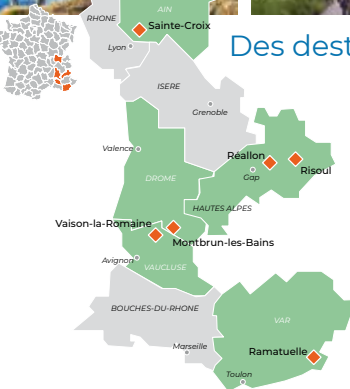 AIN
RHONE
Sainte-Croix
Lyon
Des dest
ISERE
Grenoble
Valence
Réallon
Risoul
Gap
DROME
HAUTES ALPES
Vaison-la-Romaine
Montbrun-les-Bains
Avignon
VAUCLUSE
BOUCHES-DU-RHONE
VAR
Marseille
Ramatuelle
Toulon